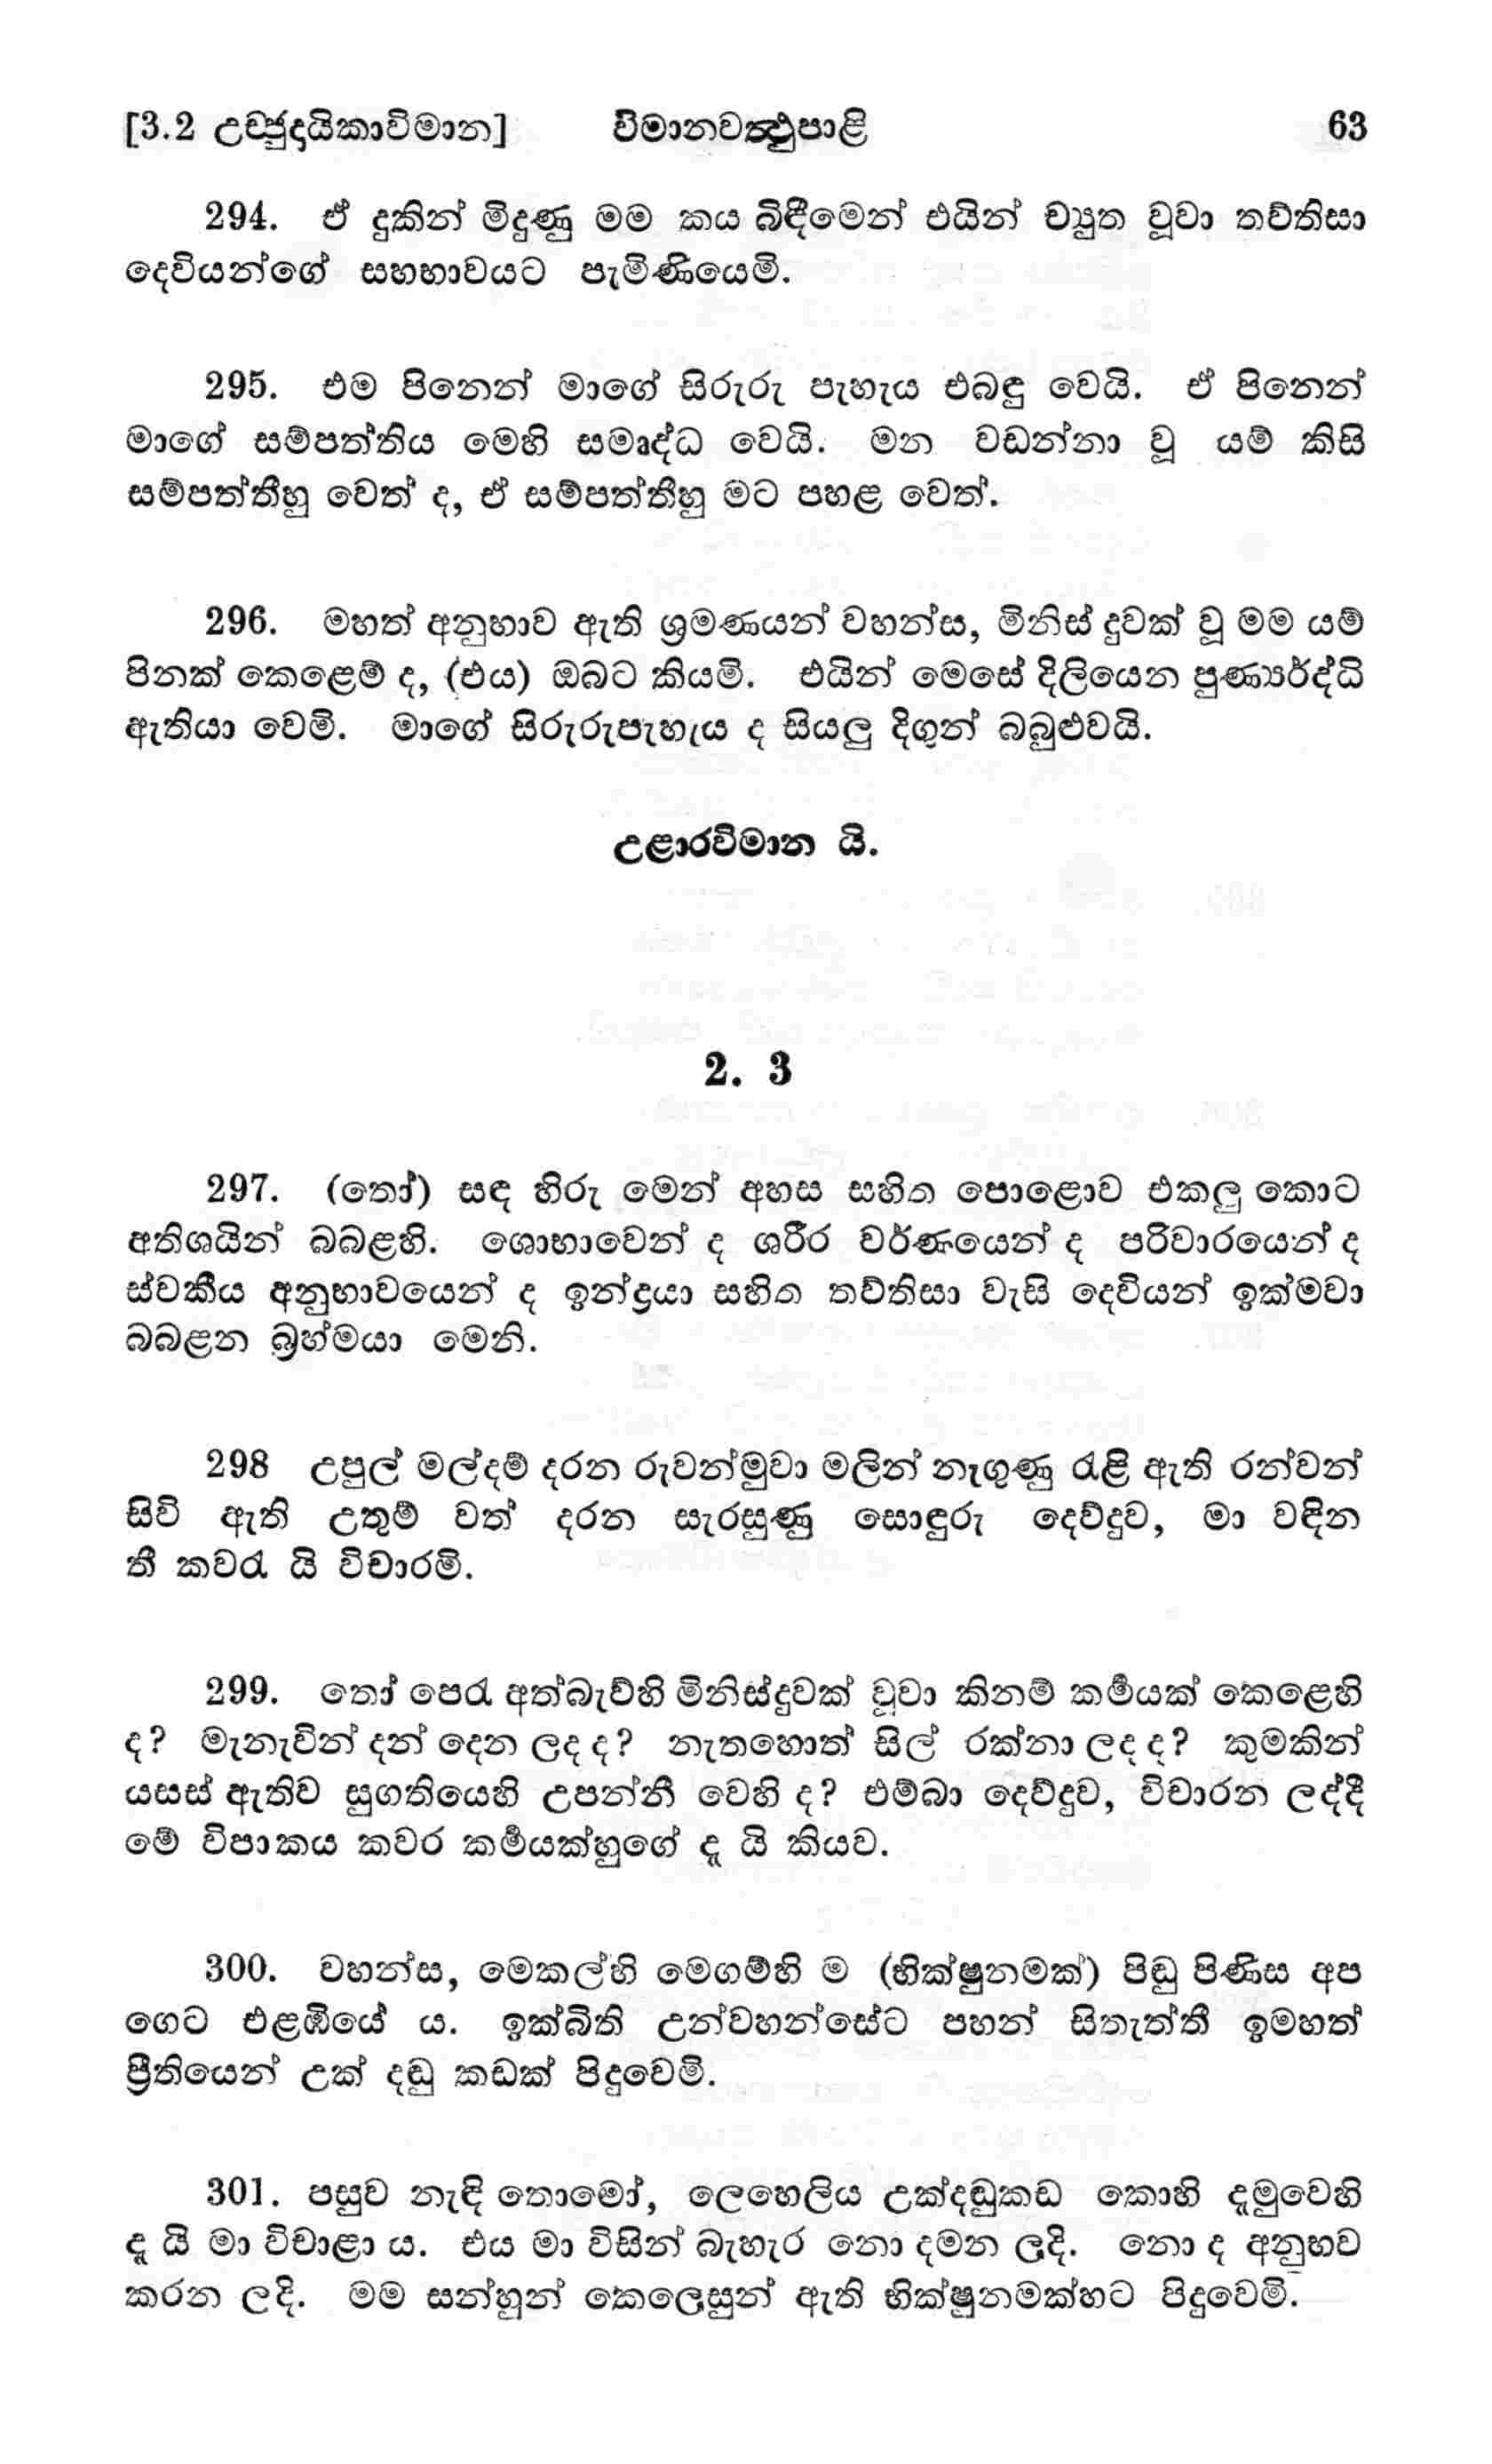 [3.2 උච්ඡුදායිකාවිමාන] විමානවත්‍ථුපාළි 63
294. ඒ දුකින් මිදුණු මම කය බිඳීමෙන් එයින් ච්‍යුත වූවා තව්තිසා
දෙවියන්ගේ සහභාවයට පැමිණියෙමි.
295. එම පිනෙන් මාගේ සිරුරු පැහැය එබඳු වෙයි. ඒ පිනෙන්
මාගේ සම්පත්තිය මෙහි සමෘද්ධ වෙයි. මන වඩන්නා වූ යම් කිසි
සම්පත්තීහු වෙත් ද, ඒ සම්පත්තීහු මට පහළ වෙත්.
296. මහත් අනුභාව ඇති ශ්‍රමණයන් වහන්ස, මිනිස් දුවක් වූ මම යම්
පිනක් කෙළෙම් ද, (එය) ඔබට කියමි. එයින් මෙසේ දිලියෙන පුණ්‍යර්ද්ධි
ඇතියා වෙමි. මාගේ සිරුරුපැහැය ද සියලු දිගුන් බබුළුවයි.
උළාරවිමාන යි.
2. 3
297. (තෝ) සඳ හිරු මෙන් අහස සහිත පොළොව එකලු කොට
අතිශයින් බබළහි. ශොභාවෙන් ද ශරීර වර්ණයෙන් ද පරිවාරයෙන් ද
ස්වකීය අනුභාවයෙන් ද ඉන්ද්‍රයා සහිත තව්තිසා වැසි දෙවියන් ඉක්මවා
බබළන බ්‍රහ්මයා මෙනි.
298 උපුල් මල්දම් දරන රුවන්මුවා මලින් නැගුණු රැළි ඇති රන්වන්
සිවි ඇති උතුම් වත් දරන සැරසුණු සොඳුරු දෙව්දුව, මා වඳින
තී කවරැ යි විචාරමි.
299. තෝ පෙරැ අත්බැව්හි මිනිස්දුවක් වූවා කිනම් කර්‍මයක් කෙළෙහි
ද? මැනැවින් දන් දෙන ලද ද? නැතහොත් සිල් රක්නා ලද ද? කුමකින්
යසස් ඇතිව සුගතියෙහි උපන්නී වෙහි ද? එම්බා දෙව්දුව, විචාරන ලද්දී
මේ විපාකය කවර කර්‍මයක්හුගේ දැ යි කියව.
300. වහන්ස, මෙකල්හි මෙගම්හි ම (භික්ෂුනමක්) පිඬු පිණිස අප
ගෙට එළඹියේ ය. ඉක්බිති උන්වහන්සේට පහන් සිතැත්තී ඉමහත්
ප්‍රීතියෙන් උක් දඬු කඩක් පිදුවෙමි.
301. පසුව නැඳි තොමෝ, ලෙහෙලිය උක්දඬුකඩ කොහි දැමුවෙහි
දැ යි මා විචාළා ය. එය මා විසින් බැහැර නො දමන ලදි. නො ද අනුභව
කරන ලදි. මම සන්හුන් කෙලෙසුන් ඇති භික්ෂුනමක්හට පිදුවෙමි.